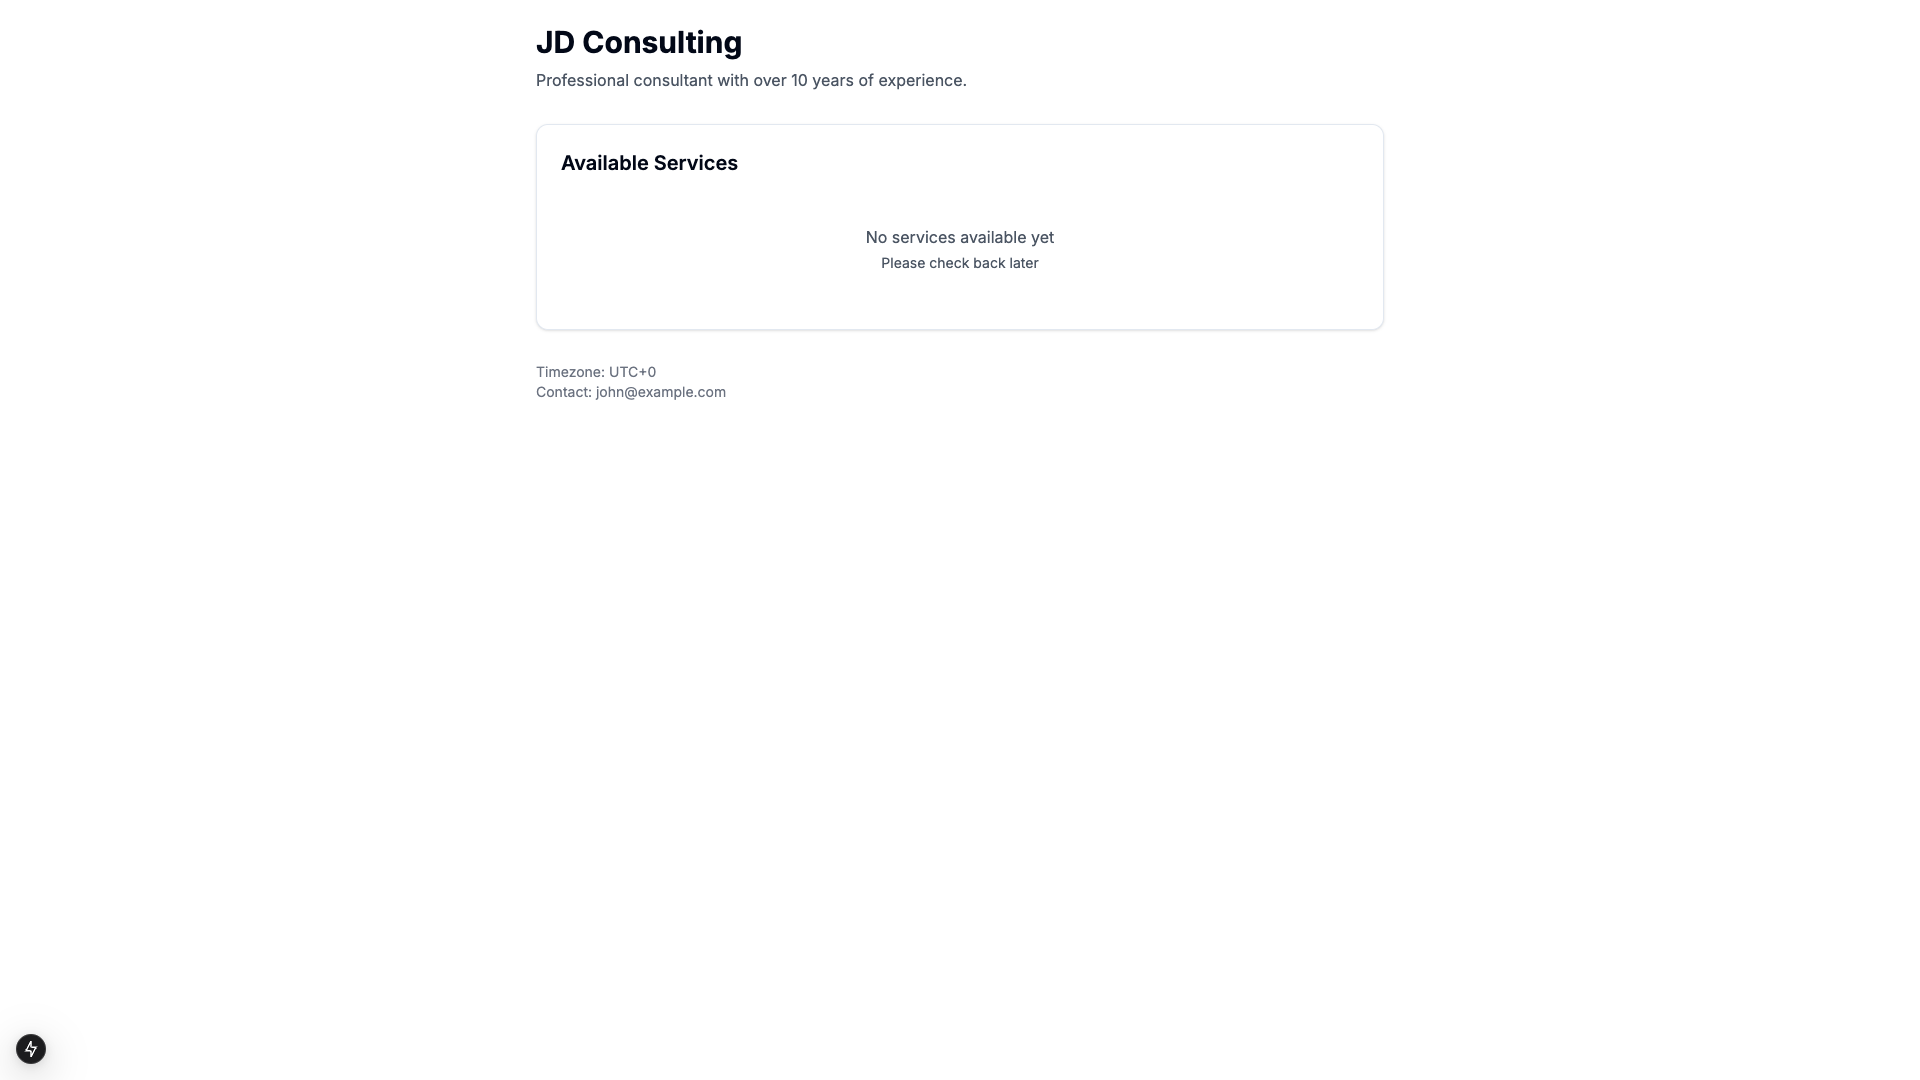 JD Consulting
Professional consultant with over 10 years of experience.
Available Services
No services available yet
Please check back later
Timezone: UTC+0
Contact: john@example.com